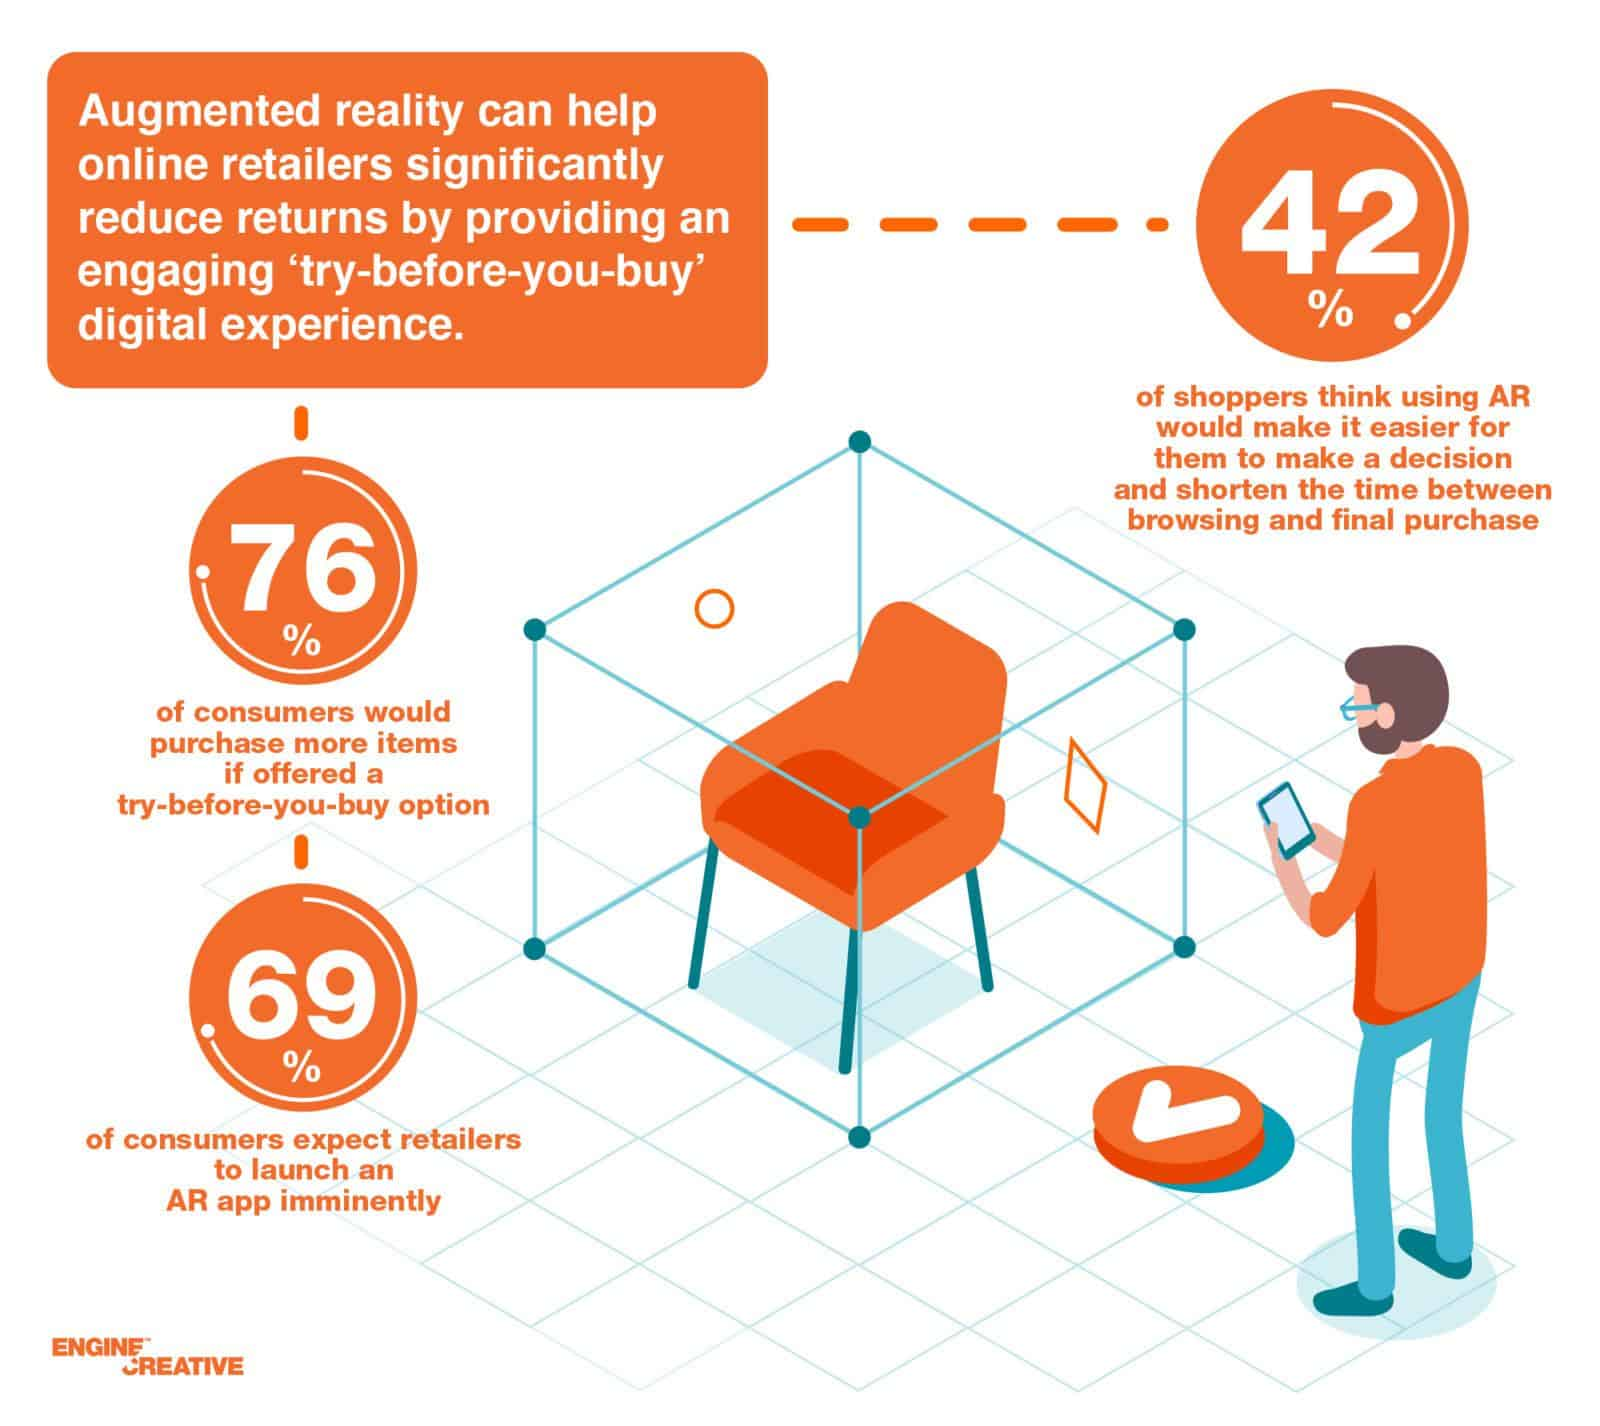 Augmented reality can help
online retailers significantly
reduce returns by providing an
engaging ‘try-before-you-buy’
digital experience.
42
%
of shoppers think using AR
would make it easier for
them to make a decision
and shorten the time between
browsing and final purchase
76
%
of consumers would
purchase more items
if offered a
try-before-you-buy option
69
%
of consumers expect retailers
to launch an
AR app imminently
ENGINE™
CREATIVE